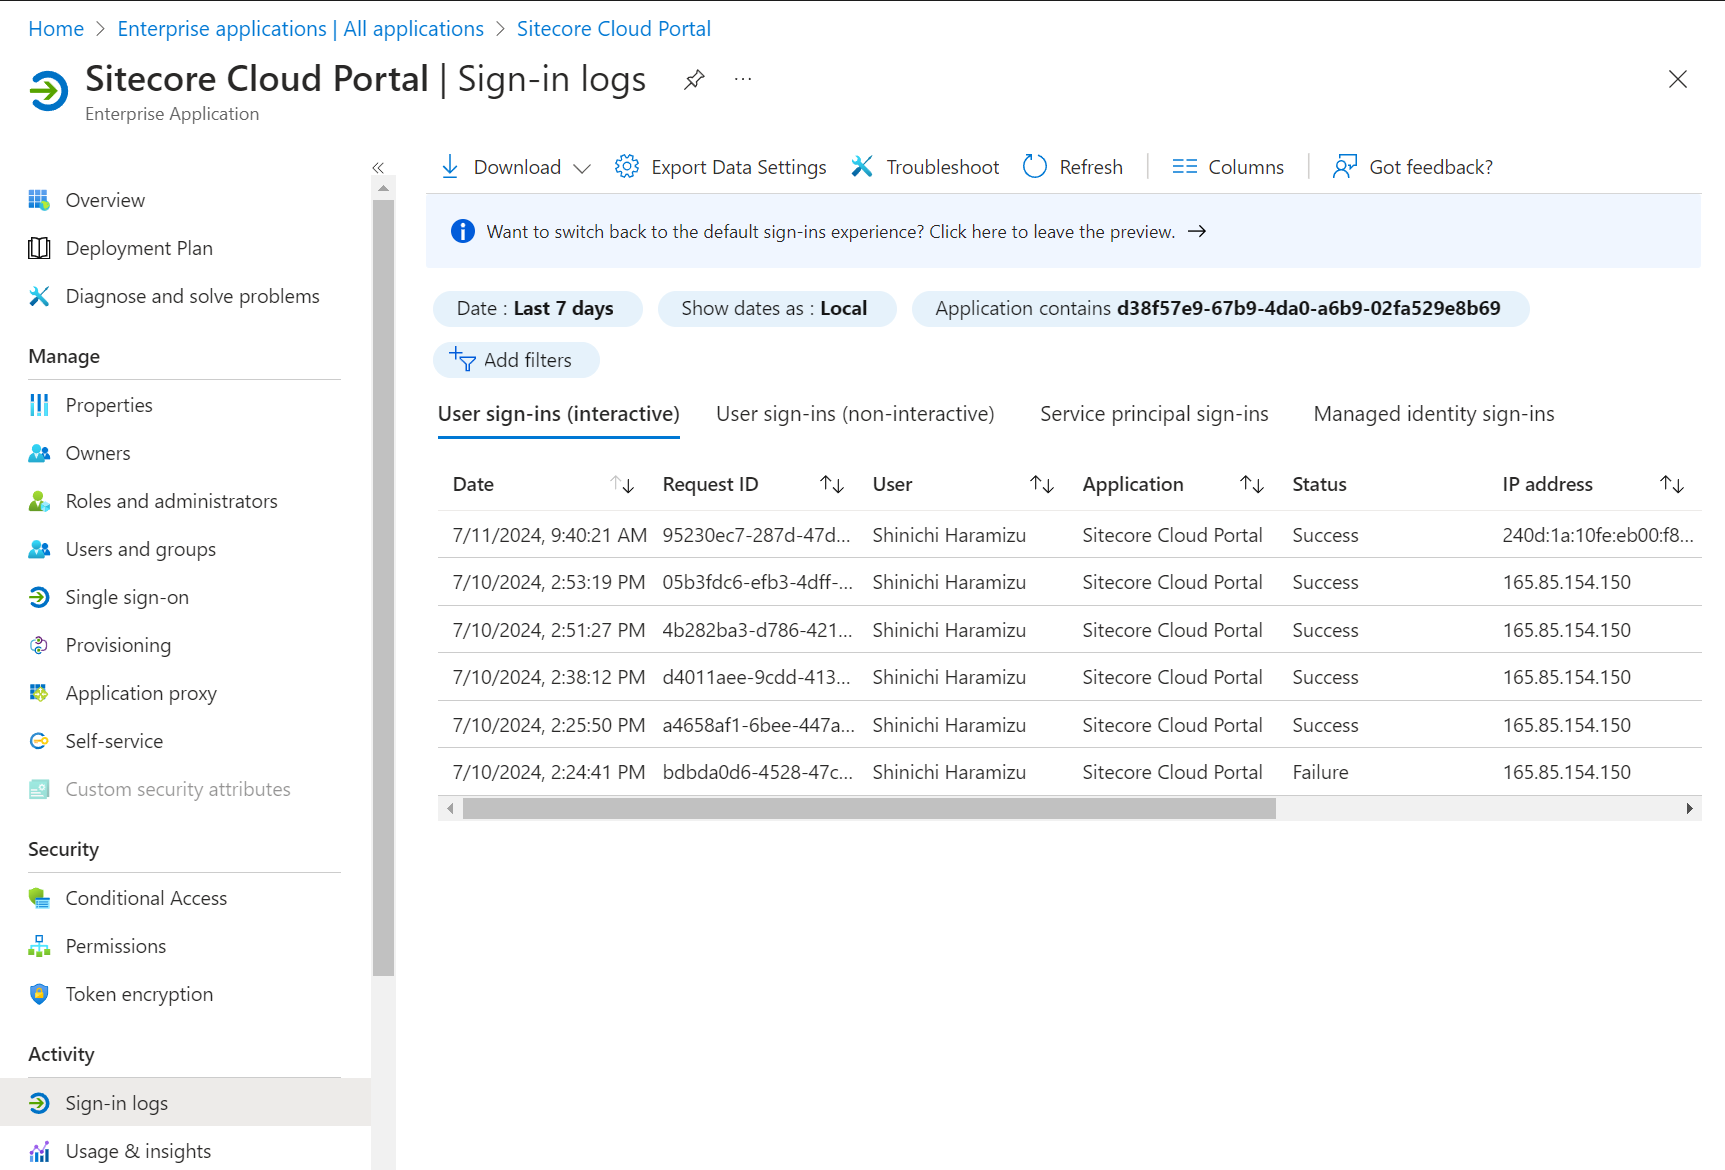 Home > Enterprise applications | All applications > Sitecore Cloud Portal
Sitecore Cloud Portal | Sign-in logs
Enterprise Application
Overview
Deployment Plan
Diagnose and solve problems
Manage
Properties
Owners
Roles and administrators
Users and groups
Single sign-on
Provisioning
Application proxy
Self-service
Custom security attributes
Security
Conditional Access
Permissions
Token encryption
Activity
Sign-in logs
Usage & insights
Download Export Data Settings Troubleshoot Refresh Columns Got feedback?
Want to switch back to the default sign-ins experience? Click here to leave the preview. →
Date : Last 7 days Show dates as : Local Application contains d38f57e9-67b9-4da0-a6b9-02fa529e8b69
Add filters
User sign-ins (interactive) User sign-ins (non-interactive) Service principal sign-ins Managed identity sign-ins
Date Request ID User Application Status IP address
7/11/2024, 9:40:21 AM 95230ec7-287d-47d... Shinichi Haramizu Sitecore Cloud Portal Success 240d:1a:10fe:eb00:f8...
7/10/2024, 2:53:19 PM 05b3fdc6-efb3-4dff-... Shinichi Haramizu Sitecore Cloud Portal Success 165.85.154.150
7/10/2024, 2:51:27 PM 4b282ba3-d786-421... Shinichi Haramizu Sitecore Cloud Portal Success 165.85.154.150
7/10/2024, 2:38:12 PM d4011aee-9cdd-413... Shinichi Haramizu Sitecore Cloud Portal Success 165.85.154.150
7/10/2024, 2:25:50 PM a4658af1-6bee-447a... Shinichi Haramizu Sitecore Cloud Portal Success 165.85.154.150
7/10/2024, 2:24:41 PM bdbda0d6-4528-47c... Shinichi Haramizu Sitecore Cloud Portal Failure 165.85.154.150